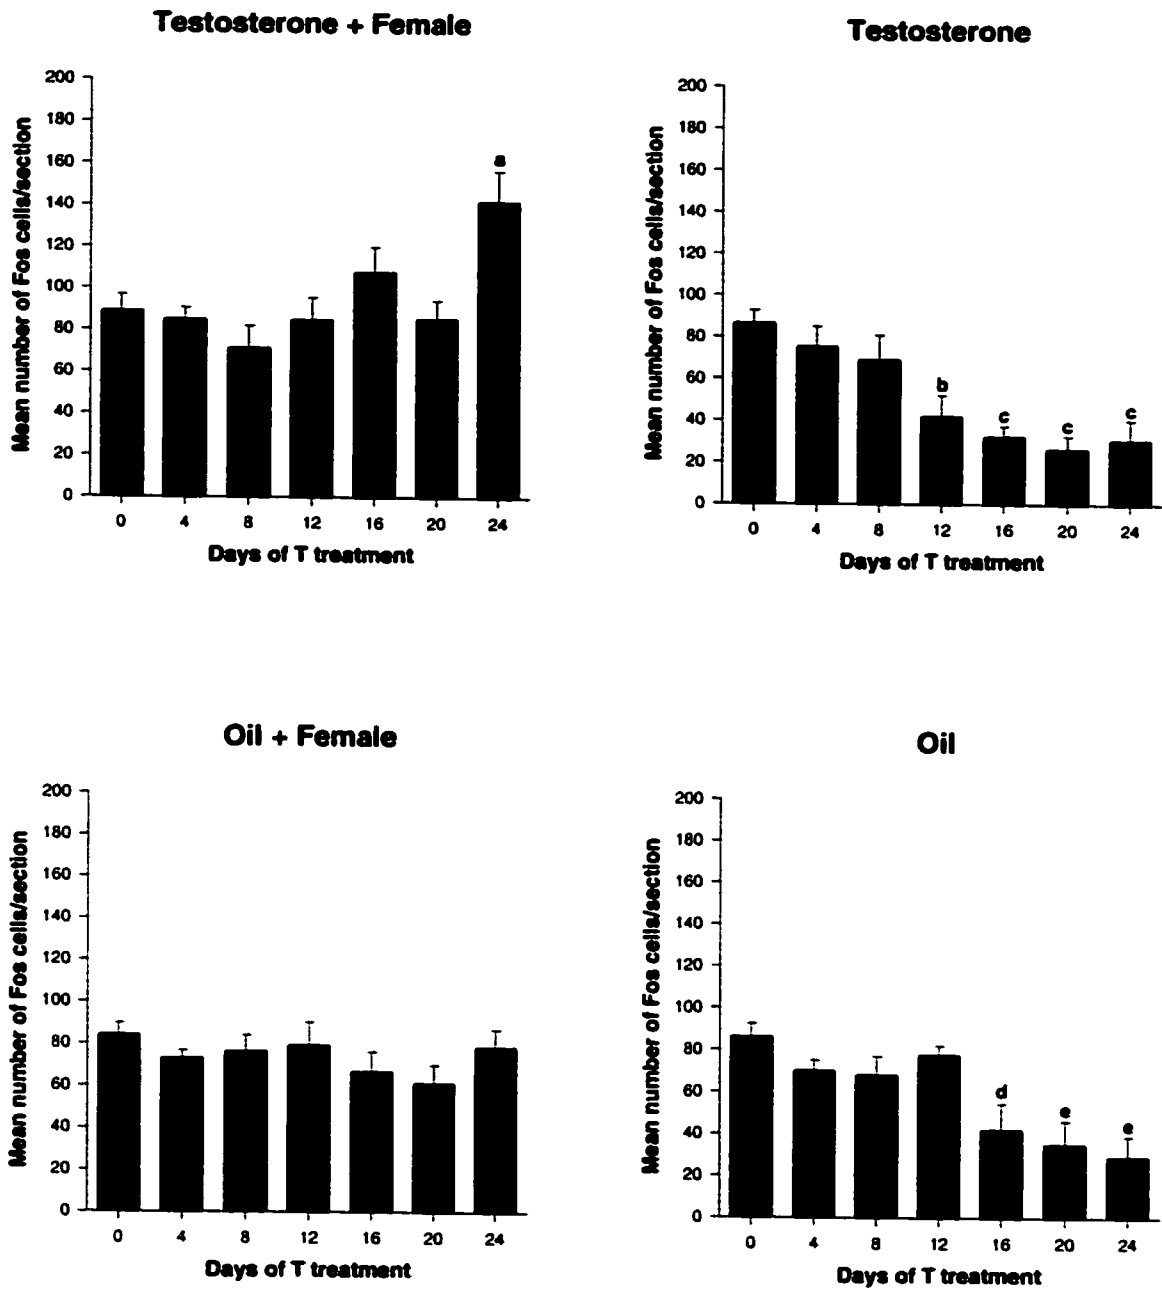 Testosterone + Female
Mean number of Fos cells/section
200
180
160
140
120
100
80
60
40
20
0
a
0 4 8 12 16 20 24
Days of T treatment
Testosterone
Mean number of Fos cells/section
200
180
160
140
120
100
80
60
40
20
0
b c c c
0 4 8 12 16 20 24
Days of T treatment
Oil + Female
Mean number of Fos cells/section
200
180
160
140
120
100
80
60
40
20
0
0 4 8 12 16 20 24
Days of T treatment
Oil
Mean number of Fos cells/section
200
180
160
140
120
100
80
60
40
20
0
d e e
0 4 8 12 16 20 24
Days of T treatment